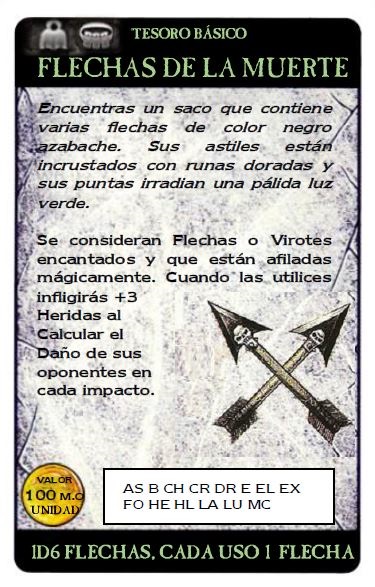 TESORO BÁSICO
FLECHAS DE LA MUERTE
Encuentras un saco que contiene
varias flechas de color negro
azabache. Sus astiles están
incrustados con runas doradas y
sus puntas irradian una pálida luz
verde.
Se consideran Flechas o Virotes
encantados y que están afiladas
mágicamente. Cuando las utilices
infligirás +3
Heridas al
Calcular el
Daño de sus
oponentes en
cada impacto.
VALOR
100 M.O
UNIDAD
AS B CH CR DR E EL EX
FO HE HL LA LU MC
1D6 FLECHAS, CADA USO 1 FLECHA